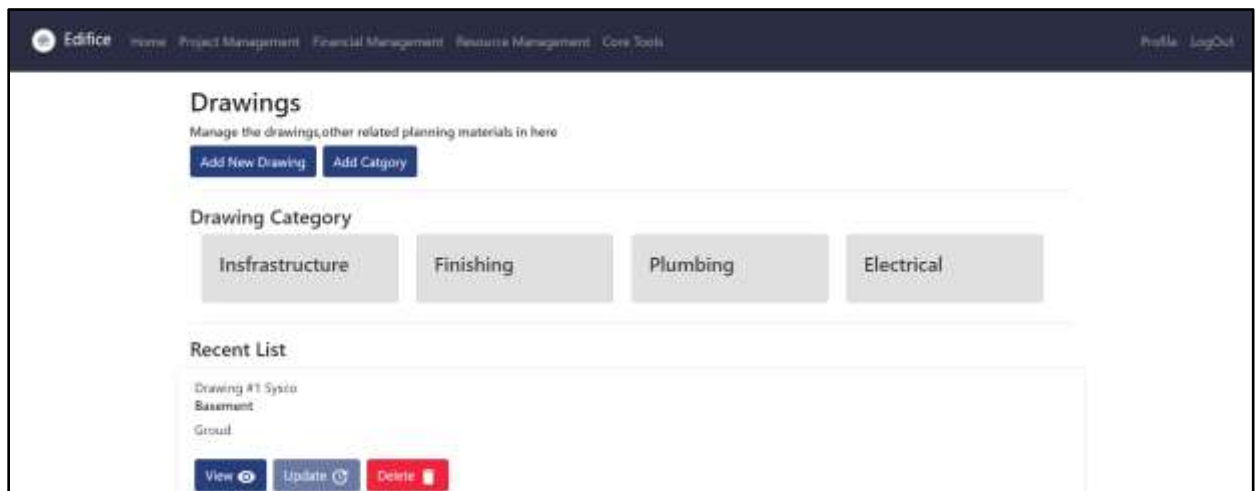 Edifice Home Project Management Financial Management Resource Management Core Tools Profile LogOut
Drawings
Manage the drawings,other related planning materials in here
Add New Drawing Add Catgory
Drawing Category
Insfrastructure Finishing Plumbing Electrical
Recent List
Drawing #1 Sysco
Basement
Groud
View Update Delete